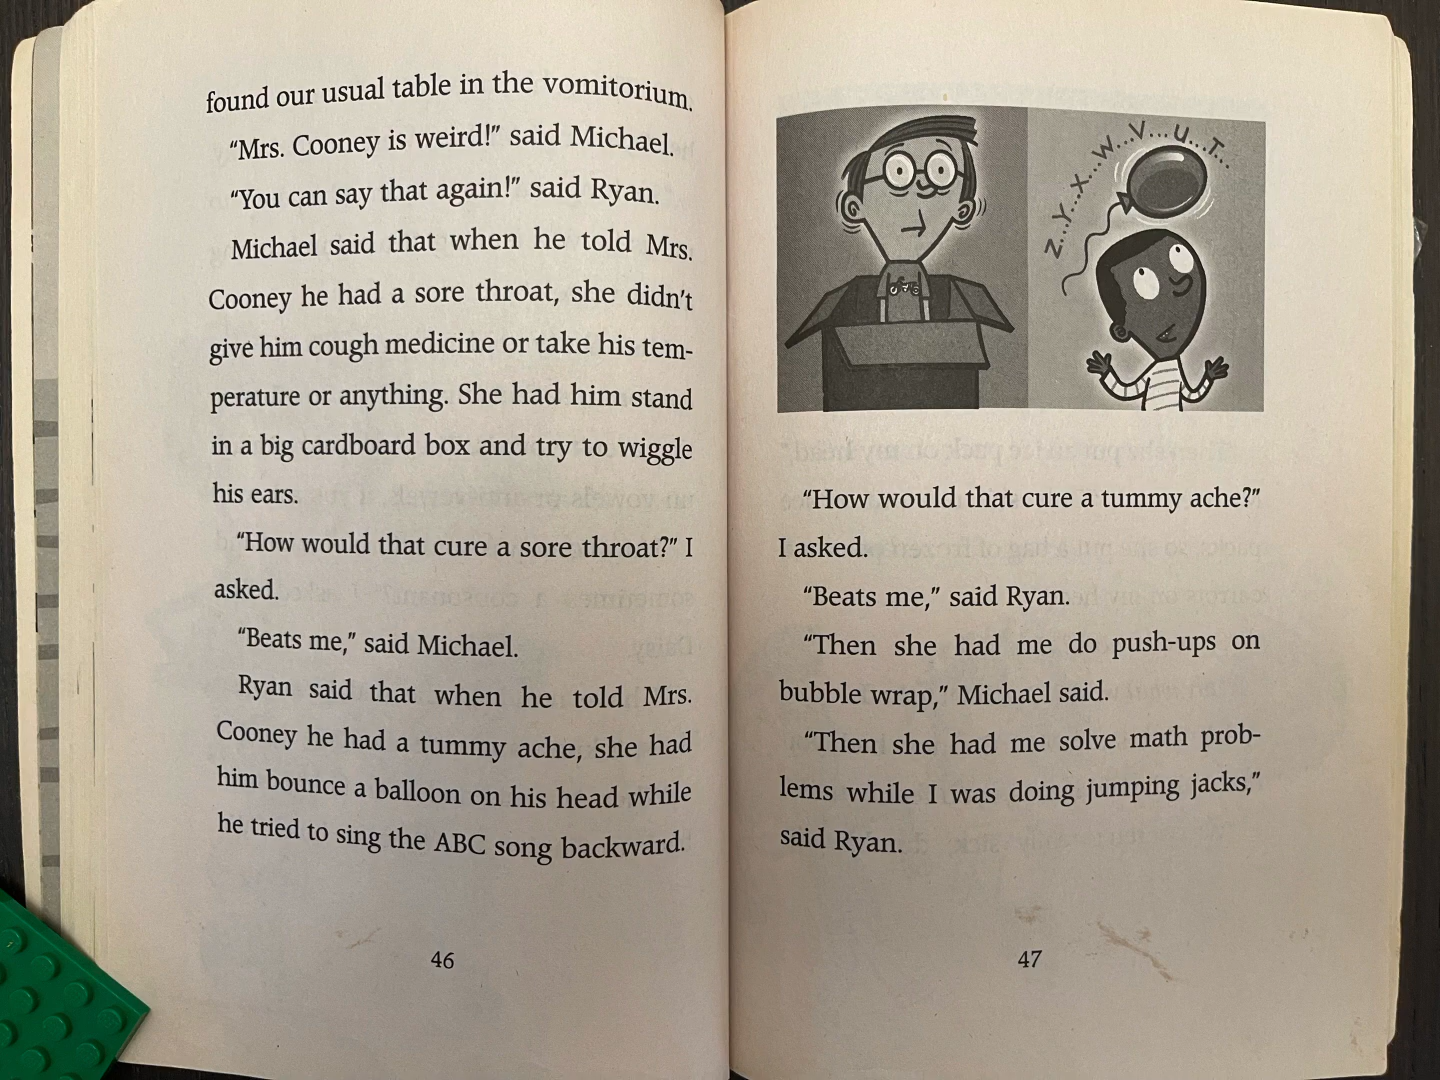 found our usual table in the vomitorium.
“Mrs. Cooney is weird!” said Michael.
“You can say that again!” said Ryan.
Michael said that when he told Mrs.
Cooney he had a sore throat, she didn’t
give him cough medicine or take his tem-
perature or anything. She had him stand
in a big cardboard box and try to wiggle
his ears.
“How would that cure a sore throat?” I
asked.
“Beats me,” said Michael.
Ryan said that when he told Mrs.
Cooney he had a tummy ache, she had
him bounce a balloon on his head while
he tried to sing the ABC song backward.
46
Z...Y...X...W...V...U...T...
“How would that cure a tummy ache?”
I asked.
“Beats me,” said Ryan.
“Then she had me do push-ups on
bubble wrap,” Michael said.
“Then she had me solve math prob-
lems while I was doing jumping jacks,”
said Ryan.
47